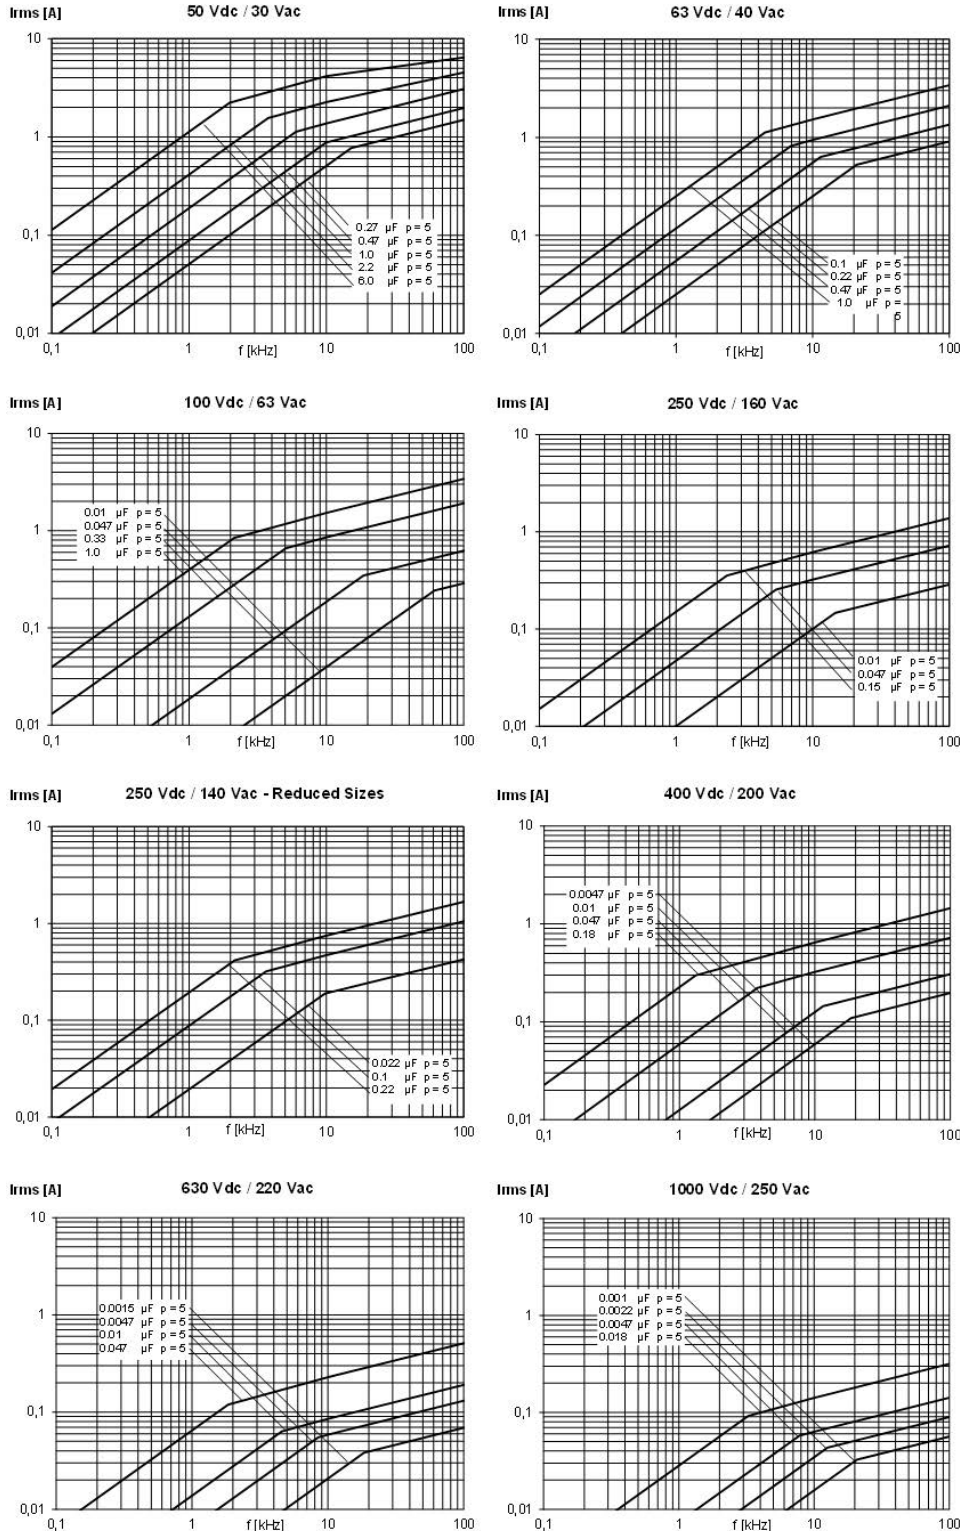 Irms [A]
50 Vdc / 30 Vac
10
1
0,1
0,01
0.27 µF p = 5
0.47 µF p = 5
1.0 µF p = 5
2.2 µF p = 5
6.0 µF p = 5
0,1
1
10
100
f [kHz]
63 Vdc / 40 Vac
10
1
0,1
0,01
0.1 µF p = 5
0.22 µF p = 5
0.47 µF p = 5
1.0 µF p =
5
0,1
1
10
100
f [kHz]
Irms [A]
100 Vdc / 63 Vac
10
1
0,1
0,01
0.01 µF p = 5
0.047 µF p = 5
0.33 µF p = 5
1.0 µF p = 5
0,1
1
10
100
f [kHz]
Irms [A]
250 Vdc / 160 Vac
10
1
0,1
0,01
0.01 µF p = 5
0.047 µF p = 5
0.15 µF p = 5
0,1
1
10
100
f [kHz]
Irms [A]
250 Vdc / 140 Vac - Reduced Sizes
10
1
0,1
0,01
0.022 µF p = 5
0.1 µF p = 5
0.22 µF p = 5
0,1
1
10
100
f [kHz]
Irms [A]
400 Vdc / 200 Vac
10
1
0,1
0,01
0.0047 µF p = 5
0.01 µF p = 5
0.047 µF p = 5
0.18 µF p = 5
0,1
1
10
100
f [kHz]
Irms [A]
630 Vdc / 220 Vac
10
1
0,1
0,01
0.0015 µF p = 5
0.0047 µF p = 5
0.01 µF p = 5
0.047 µF p = 5
0,1
1
10
100
f [kHz]
Irms [A]
1000 Vdc / 250 Vac
10
1
0,1
0,01
0.001 µF p = 5
0.0022 µF p = 5
0.0047 µF p = 5
0.018 µF p = 5
0,1
1
10
100
f [kHz]